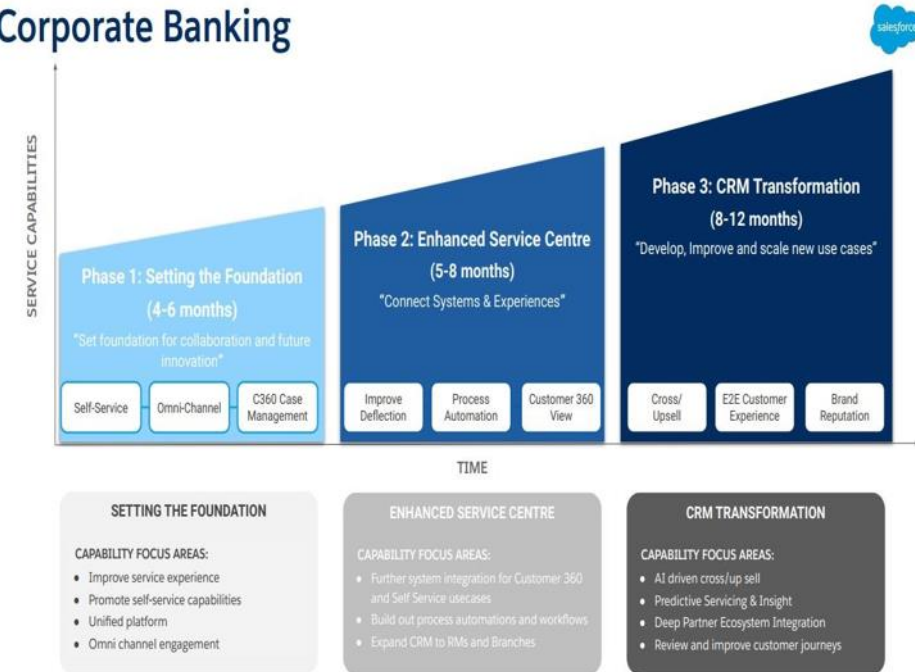 Corporate Banking
salesforce
SERVICE CAPABILITIES
Phase 1: Setting the Foundation
(4-6 months)
"Set foundation for collaboration and future
innovation"
Self-Service
Omni-Channel
C360 Case
Management
Phase 2: Enhanced Service Centre
(5-8 months)
"Connect Systems & Experiences"
Improve
Deflection
Process
Automation
Customer 360
View
Phase 3: CRM Transformation
(8-12 months)
"Develop, Improve and scale new use cases"
Cross/
Upsell
E2E Customer
Experience
Brand
Reputation
TIME
SETTING THE FOUNDATION
CAPABILITY FOCUS AREAS:
• Improve service experience
• Promote self-service capabilities
• Unified platform
• Omni channel engagement
ENHANCED SERVICE CENTRE
CAPABILITY FOCUS AREAS:
• Further system integration for Customer 360
and Self Service usecases
• Build out process automations and workflows
• Expand CRM to RMs and Branches
CRM TRANSFORMATION
CAPABILITY FOCUS AREAS:
• AI driven cross/up sell
• Predictive Servicing & Insight
• Deep Partner Ecosystem Integration
• Review and improve customer journeys